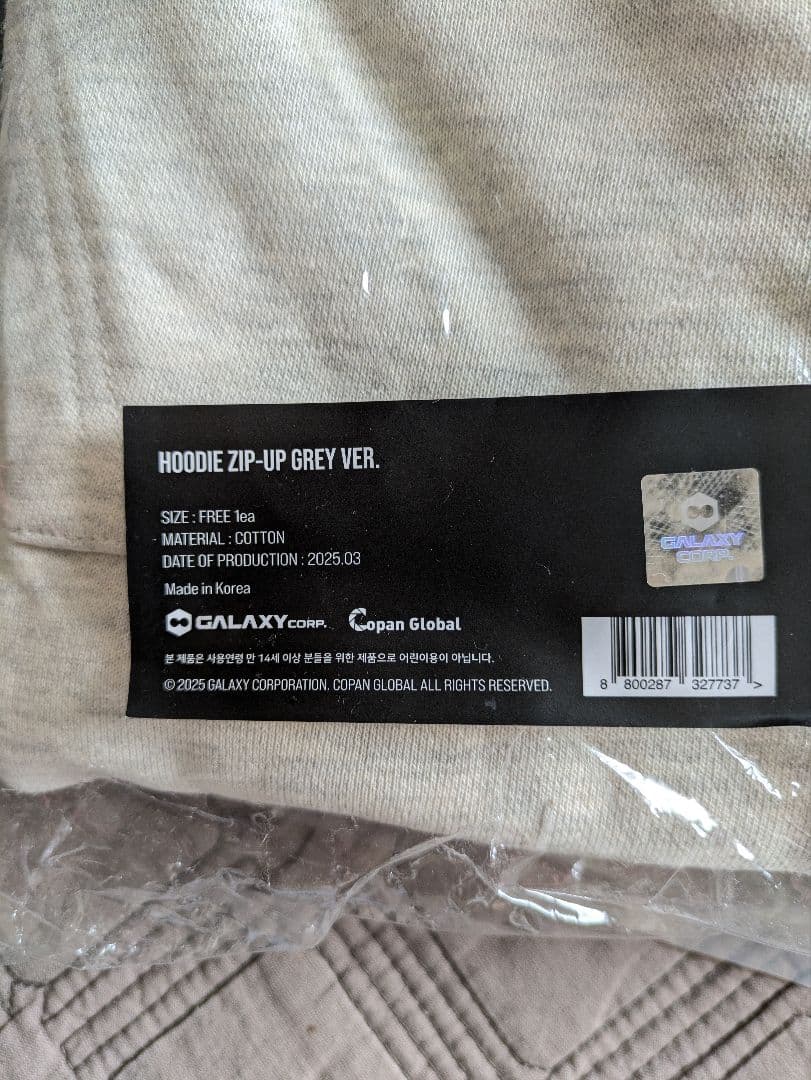 HOODIE ZIP-UP GREY VER.
SIZE : FREE 1ea
MATERIAL : COTTON
DATE OF PRODUCTION : 2025.03
Made in Korea
GALAXY CORP. Copan Global
본 제품은 사용연령 만 14세 이상 분들을 위한 제품으로 어린이용이 아닙니다.
© 2025 GALAXY CORPORATION. COPAN GLOBAL ALL RIGHTS RESERVED.
GALAXY
CORP.
8 800287 327737 >